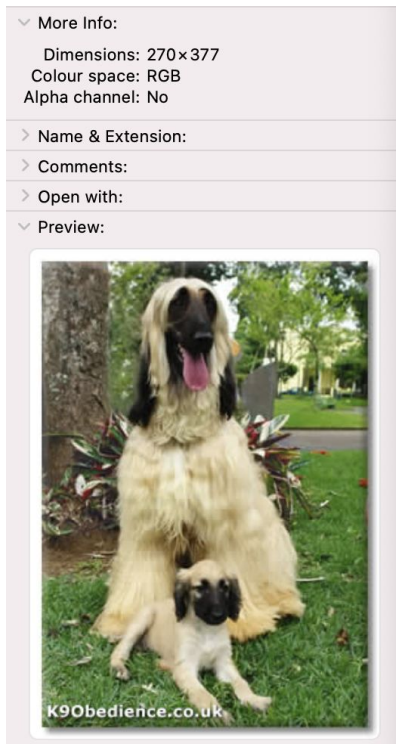 More Info:
Dimensions: 270×377
Colour space: RGB
Alpha channel: No
Name & Extension:
Comments:
Open with:
Preview:
K9Obedience.co.uk